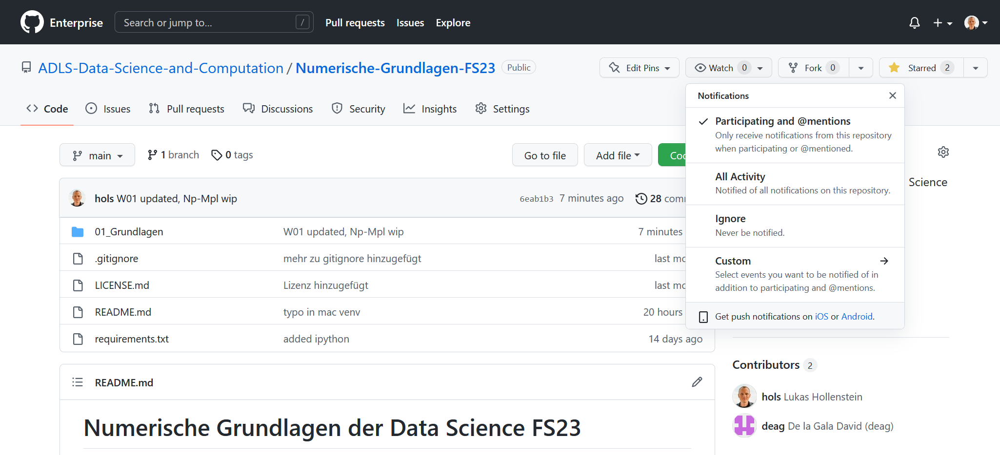 Enterprise
Search or jump to... /
Pull requests Issues Explore
ADLS-Data-Science-and-Computation / Numerische-Grundlagen-FS23 Public
Edit Pins Watch 0 Fork 0 Starred 2
Code Issues Pull requests Discussions Security Insights Settings
Notifications
Participating and @mentions
Only receive notifications from this repository
when participating or @mentioned.
All Activity
Notified of all notifications on this repository.
Ignore
Never be notified.
Custom
Select events you want to be notified of in
addition to participating and @mentions.
Get push notifications on iOS or Android.
main 1 branch 0 tags
Go to file Add file
Science
hols W01 updated, Np-Mpl wip 6eab1b3 7 minutes ago 28
01_Grundlagen W01 updated, Np-Mpl wip 7 minutes
.gitignore mehr zu gitignore hinzugefügt last
LICENSE.md Lizenz hinzugefügt last
README.md typo in mac venv 20 hours
requirements.txt added ipython 14 days ago
README.md
Numerische Grundlagen der Data Science FS23
Contributors 2
hols Lukas Hollenstein
deag De la Gala David (deag)